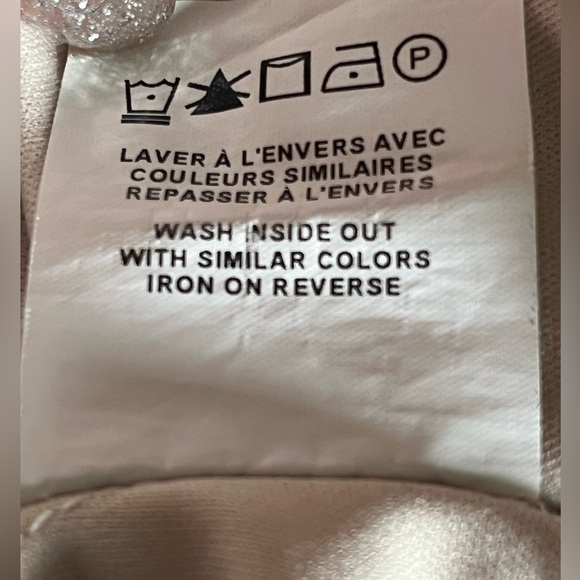 P
LAVER À L'ENVERS AVEC
COULEURS SIMILAIRES
REPASSER À L'ENVERS
WASH INSIDE OUT
WITH SIMILAR COLORS
IRON ON REVERSE